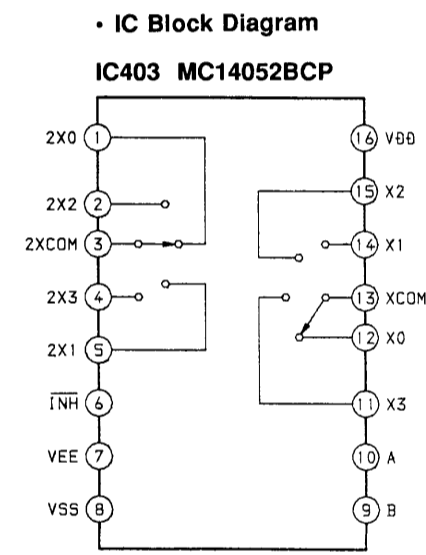 • IC Block Diagram
IC403 MC14052BCP
2X0 1
16 VDD
2X2 2
15 X2
2XCOM 3
14 X1
2X3 4
13 XCOM
2X1 5
12 X0
INH 6
11 X3
VEE 7
10 A
VSS 8
9 B